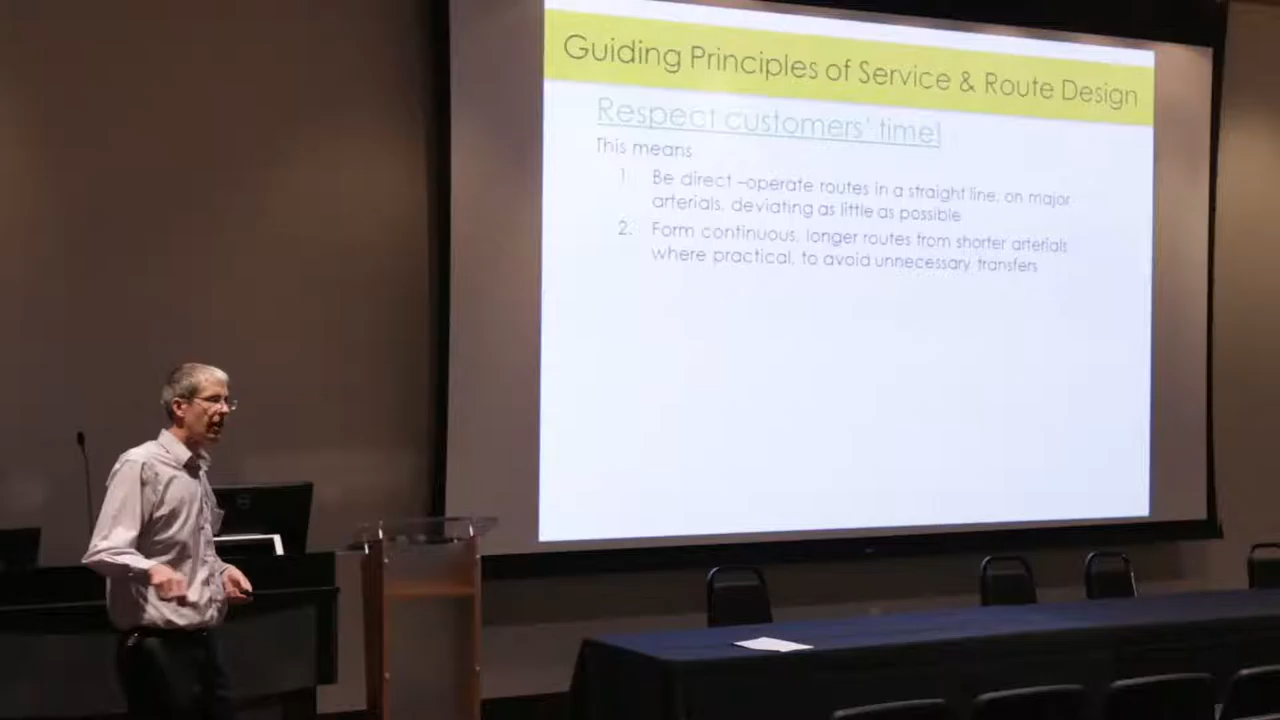 Guiding Principles of Service & Route Design
Respect customers' time!
This means
1. Be direct –operate routes in a straight line, on major
arterials, deviating as little as possible
2. Form continuous, longer routes from shorter arterials
where practical, to avoid unnecessary transfers